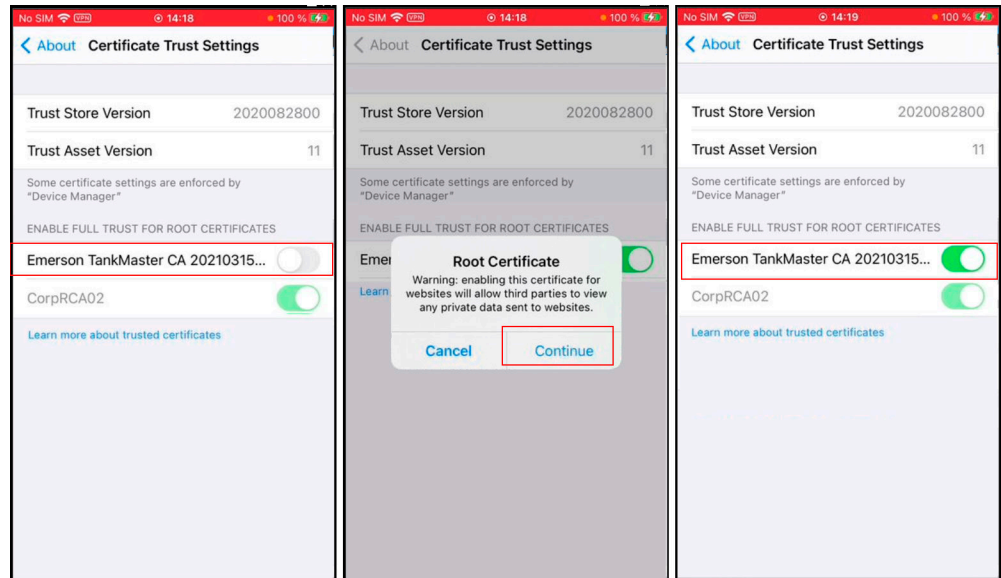 No SIM VPN 14:18 100 %
About Certificate Trust Settings
Trust Store Version 2020082800
Trust Asset Version 11
Some certificate settings are enforced by
"Device Manager"
ENABLE FULL TRUST FOR ROOT CERTIFICATES
Emerson TankMaster CA 20210315...
CorpRCA02
Learn more about trusted certificates
No SIM VPN 14:18 100 %
About Certificate Trust Settings
Trust Store Version 2020082800
Trust Asset Version 11
Some certificate settings are enforced by
"Device Manager"
ENABLE FULL TRUST FOR ROOT CERTIFICATES
Emer
Learn
Root Certificate
Warning: enabling this certificate for
websites will allow third parties to view
any private data sent to websites.
Cancel Continue
No SIM VPN 14:19 100 %
About Certificate Trust Settings
Trust Store Version 2020082800
Trust Asset Version 11
Some certificate settings are enforced by
"Device Manager"
ENABLE FULL TRUST FOR ROOT CERTIFICATES
Emerson TankMaster CA 20210315...
CorpRCA02
Learn more about trusted certificates